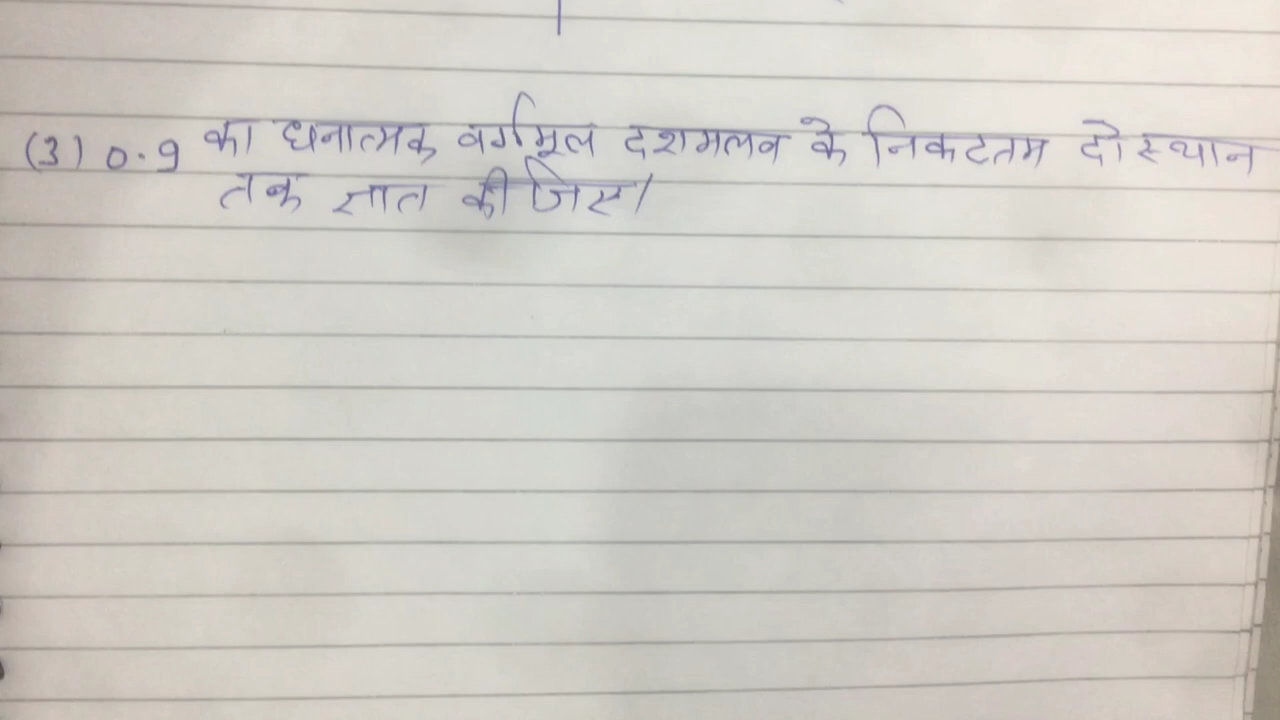 (3) 0.9 का धनात्मक वर्गमूल दशमलव के निकटतम दो स्थान
तक ज्ञात कीजिए।